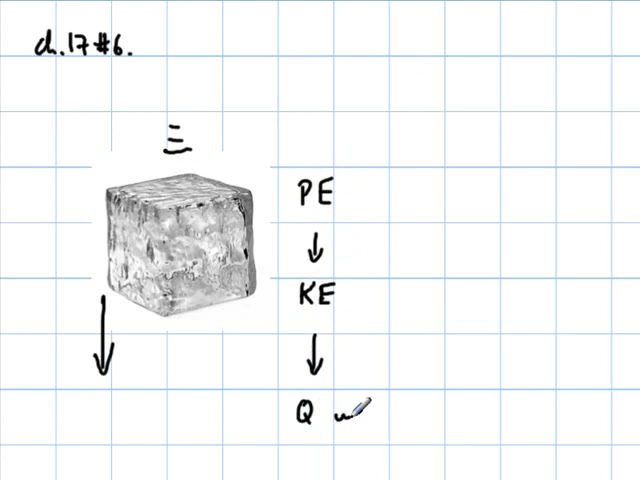 ch.17 #6.
PE
↓
KE
↓
Q